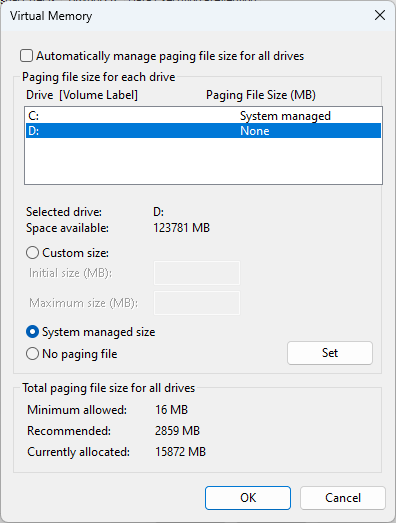 Virtual Memory
Automatically manage paging file size for all drives
Paging file size for each drive
Drive [Volume Label] Paging File Size (MB)
C: System managed
D: None
Selected drive: D:
Space available: 123781 MB
Custom size:
Initial size (MB):
Maximum size (MB):
System managed size
No paging file Set
Total paging file size for all drives
Minimum allowed: 16 MB
Recommended: 2859 MB
Currently allocated: 15872 MB
OK Cancel